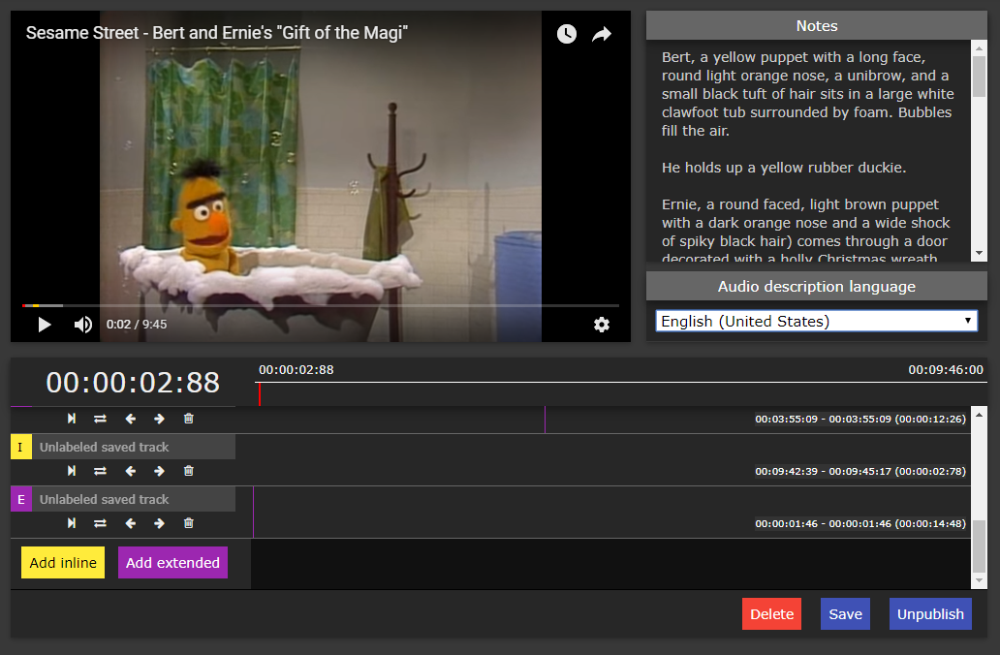 Sesame Street - Bert and Ernie's "Gift of the Magi"
0:02 / 9:45
Notes
Bert, a yellow puppet with a long face,
round light orange nose, a unibrow, and a
small black tuft of hair sits in a large white
clawfoot tub surrounded by foam. Bubbles
fill the air.
He holds up a yellow rubber duckie.
Ernie, a round faced, light brown puppet
with a dark orange nose and a wide shock
of spiky black hair) comes through a door
decorated with a holly Christmas wreath
Audio description language
English (United States)
00:00:02:88
00:00:02:88
00:09:46:00
00:03:55:09 - 00:03:55:09 (00:00:12:26)
I
Unlabeled saved track
00:09:42:39 - 00:09:45:17 (00:00:02:78)
E
Unlabeled saved track
00:00:01:46 - 00:00:01:46 (00:00:14:48)
Add inline
Add extended
Delete
Save
Unpublish